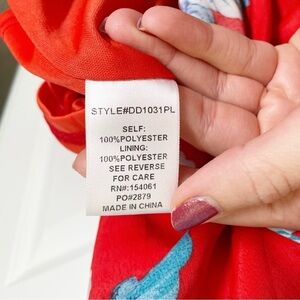 STYLE#DD1031PL
SELF:
100%POLYESTER
LINING:
100%POLYESTER
SEE REVERSE
FOR CARE
RN#:154061
PO#2879
MADE IN CHINA